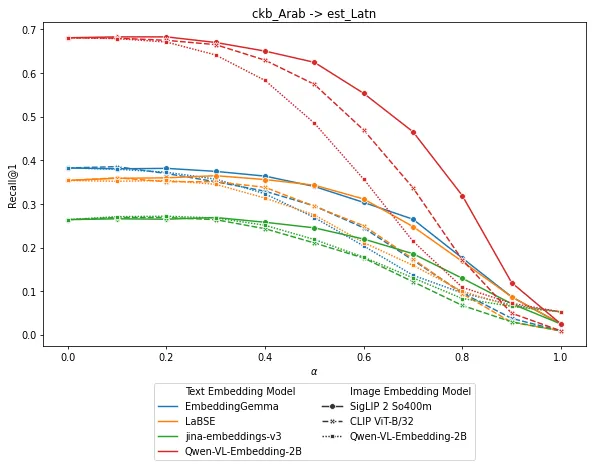 ckb_Arab -> est_Latn
0.7
0.6
0.5
0.4
0.3
0.2
0.1
0.0
Recall@1
0.0 0.2 0.4 0.6 0.8 1.0
α
Text Embedding Model
EmbeddingGemma
LaBSE
jina-embeddings-v3
Qwen-VL-Embedding-2B
Image Embedding Model
SigLIP 2 So400m
CLIP ViT-B/32
Qwen-VL-Embedding-2B